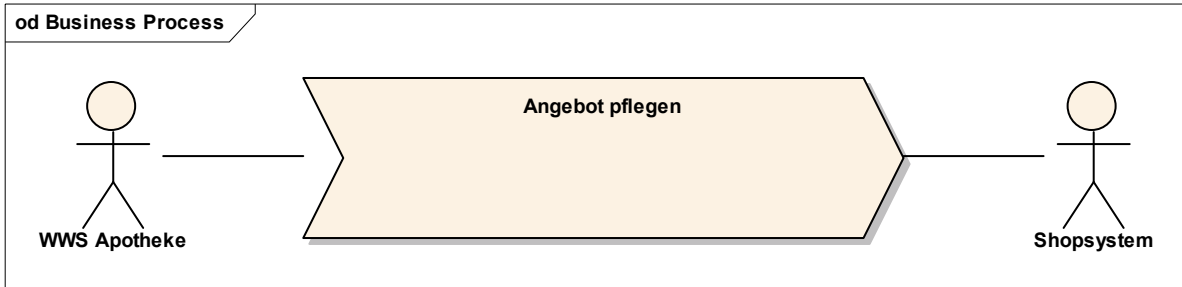 od Business Process
Angebot pflegen
WWS Apotheke
Shopsystem